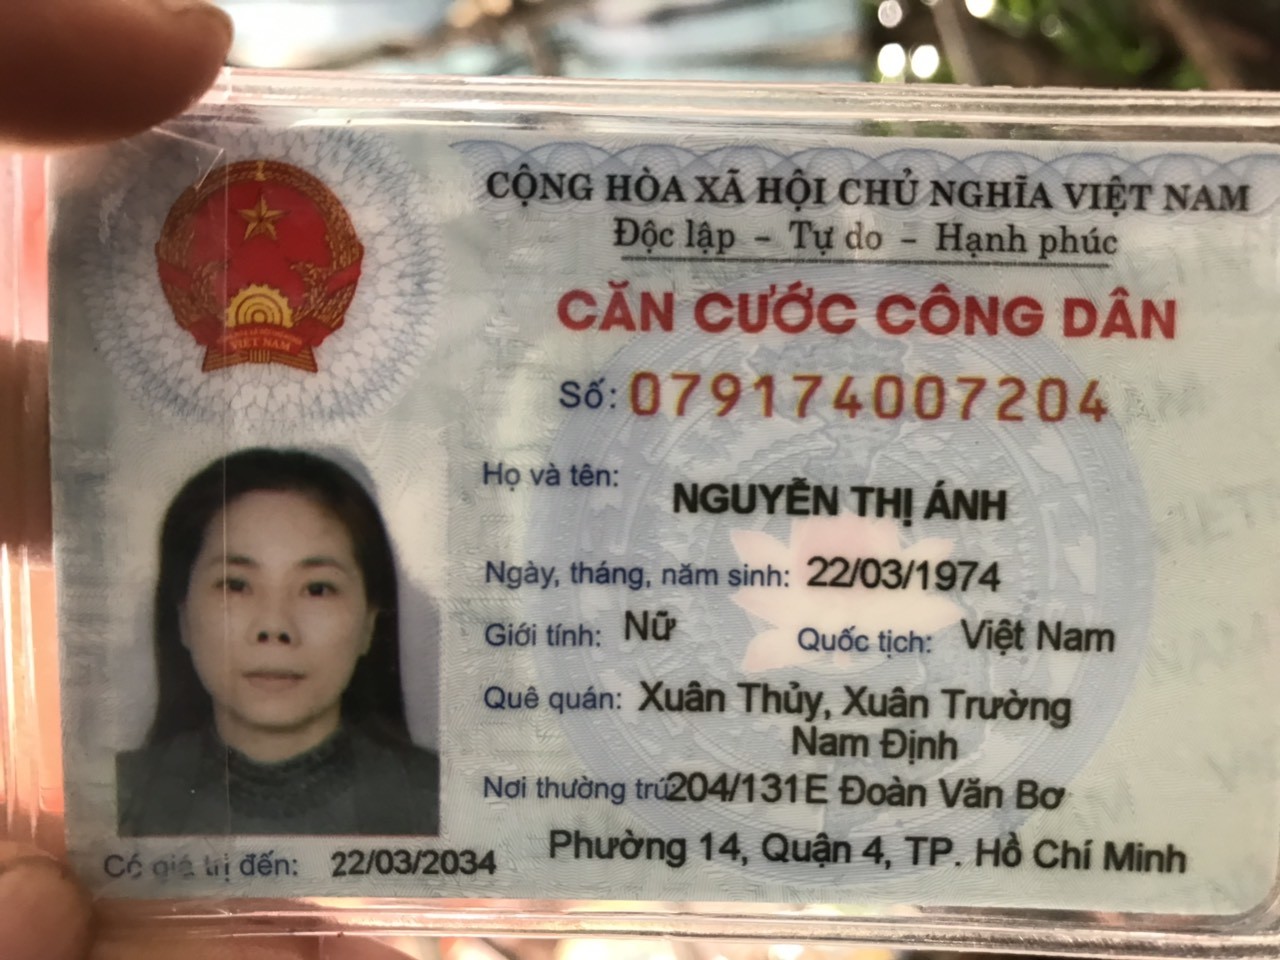 CỘNG HÒA XÃ HỘI CHỦ NGHĨA VIỆT NAM
Độc lập - Tự do - Hạnh phúc
CĂN CƯỚC CÔNG DÂN
Số: 079174007204
Họ và tên: NGUYỄN THỊ ÁNH
Ngày, tháng, năm sinh: 22/03/1974
Giới tính: Nữ Quốc tịch: Việt Nam
Quê quán: Xuân Thủy, Xuân Trường
Nam Định
Nơi thường trú: 204/131E Đoàn Văn Bơ
Phường 14, Quận 4, TP. Hồ Chí Minh
Có giá trị đến: 22/03/2034
VIỆT NAM